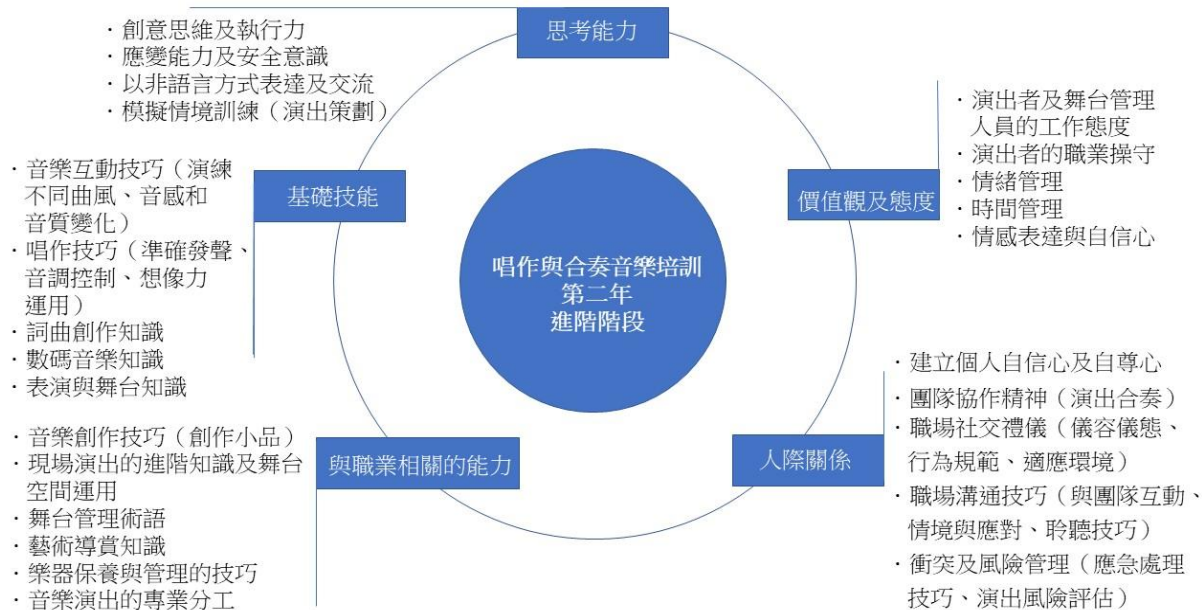 思考能力
・創意思維及執行力
・應變能力及安全意識
・以非語言方式表達及交流
・模擬情境訓練（演出策劃）
價值觀及態度
・演出者及舞台管理
人員的工作態度
・演出者的職業操守
・情緒管理
・時間管理
・情感表達與自信心
基礎技能
・音樂互動技巧（演練
不同曲風、音感和
音質變化）
・唱作技巧（準確發聲、
音調控制、想像力
運用）
・詞曲創作知識
・數碼音樂知識
・表演與舞台知識
唱作與合奏音樂培訓
第二年
進階階段
人際關係
・建立個人自信心及自尊心
・團隊協作精神（演出合奏）
・職場社交禮儀（儀容儀態、
行為規範、適應環境）
・職場溝通技巧（與團隊互動、
情境與應對、聆聽技巧）
・衝突及風險管理（應急處理
技巧、演出風險評估）
與職業相關的能力
・音樂創作技巧（創作小品）
・現場演出的進階知識及舞台
空間運用
・舞台管理術語
・藝術導賞知識
・樂器保養與管理的技巧
・音樂演出的專業分工